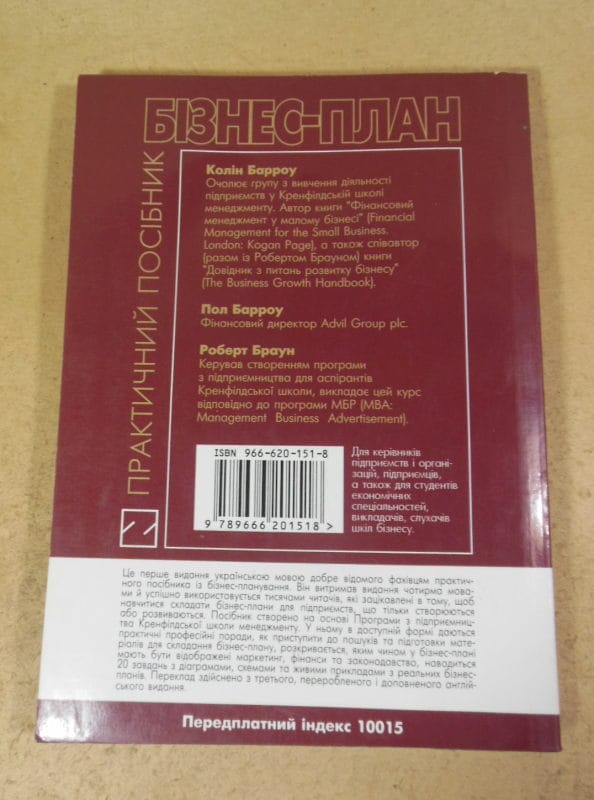 БІЗНЕС-ПЛАН
ПРАКТИЧНИЙ ПОСІБНИК
Колін Барроу
Очолює групу з вивчення діяльності
підприємств у Кренфілдській школі
менеджменту. Автор книги "Фінансовий
менеджмент у малому бізнесі" (Financial
Management for the Small Business.
London: Kogan Page), а також співавтор
(разом із Робертом Брауном) книги
"Довідник з питань розвитку бізнесу"
(The Business Growth Handbook).
Пол Барроу
Фінансовий директор Advil Group plc.
Роберт Браун
Керував створенням програми
з підприємництва для аспірантів
Кренфілдської школи, викладає цей курс
відповідно до програми МБР (MBA:
Management Business Advertisement).
ISBN 966-620-151-8
9 789666 201518 >
Для керівників
підприємств і органі-
зацій, підприємців,
а також для студентів
економічних
спеціальностей,
викладачів, слухачів
шкіл бізнесу.
Це перше видання українською мовою добре відомого фахівцям практич-
ного посібника із бізнес-планування. Він витримав видання чотирма мова-
ми й успішно використовується тисячами читачів, які зацікавлені в тому, щоб
навчитися складати бізнес-плани для підприємств, що тільки створюються
або розвиваються. Посібник створено на основі Програми з підприємниц-
тва Кренфілдської школи менеджменту. У ньому в доступній формі даються
практичні професійні поради, як приступити до пошуків та підготовки мате-
ріалів для складання бізнес-плану, розкривається, яким чином у бізнес-плані
мають бути відображені маркетинг, фінанси та законодавство, наводиться
20 завдань з діаграмами, схемами та живими прикладами з реальних бізнес-
планів. Переклад здійснено з третього, переробленого і доповненого англій-
ського видання.
Передплатний індекс 10015